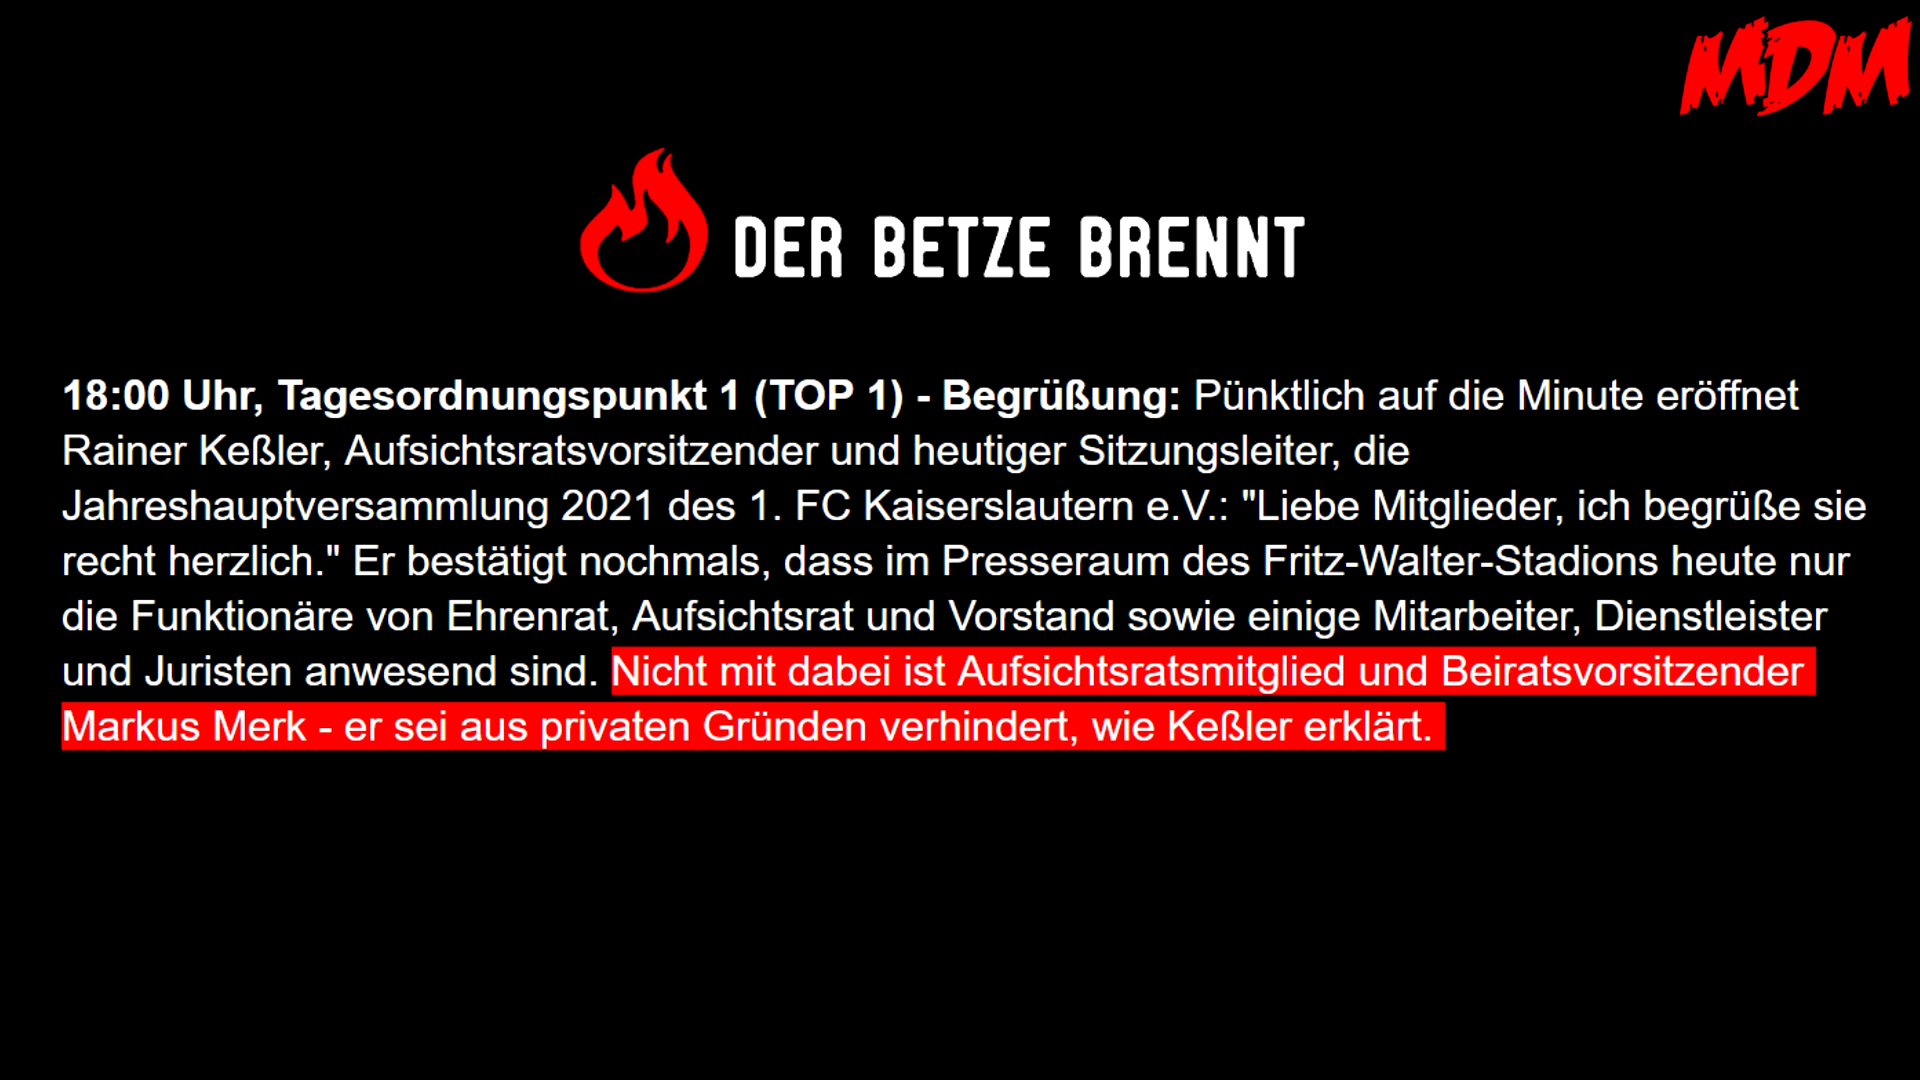 MDM
DER BETZE BRENNT
18:00 Uhr, Tagesordnungspunkt 1 (TOP 1) - Begrüßung: Pünktlich auf die Minute eröffnet
Rainer Keßler, Aufsichtsratsvorsitzender und heutiger Sitzungsleiter, die
Jahreshauptversammlung 2021 des 1. FC Kaiserslautern e.V.: "Liebe Mitglieder, ich begrüße sie
recht herzlich." Er bestätigt nochmals, dass im Presseraum des Fritz-Walter-Stadions heute nur
die Funktionäre von Ehrenrat, Aufsichtsrat und Vorstand sowie einige Mitarbeiter, Dienstleister
und Juristen anwesend sind. Nicht mit dabei ist Aufsichtsratsmitglied und Beiratsvorsitzender
Markus Merk - er sei aus privaten Gründen verhindert, wie Keßler erklärt.